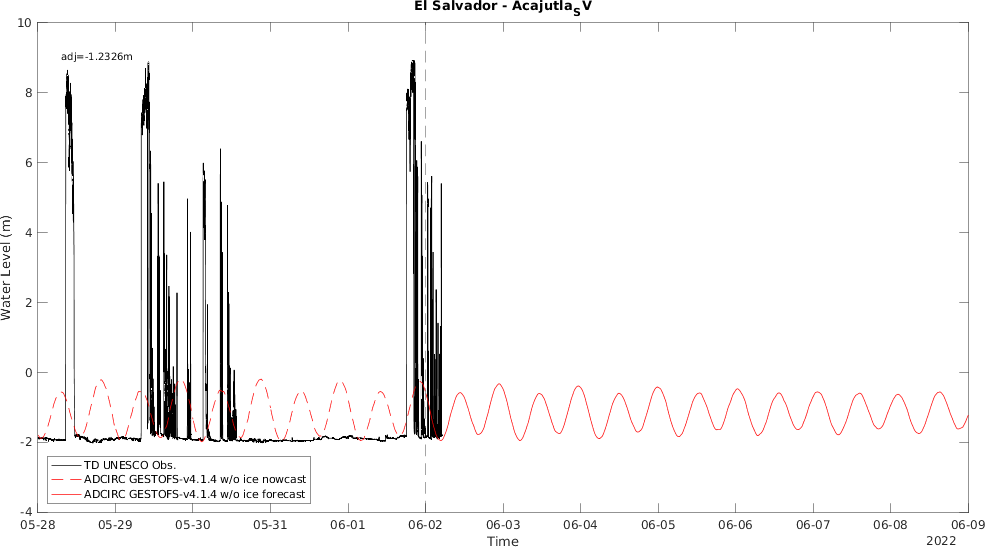 El Salvador - AcajutlaSV
adj=-1.2326m
10
8
6
4
2
0
-2
-4
Water Level (m)
TD UNESCO Obs.
ADCIRC GESTOFS-v4.1.4 w/o ice nowcast
ADCIRC GESTOFS-v4.1.4 w/o ice forecast
05-28 05-29 05-30 05-31 06-01 06-02 06-03 06-04 06-05 06-06 06-07 06-08 06-09
Time
2022